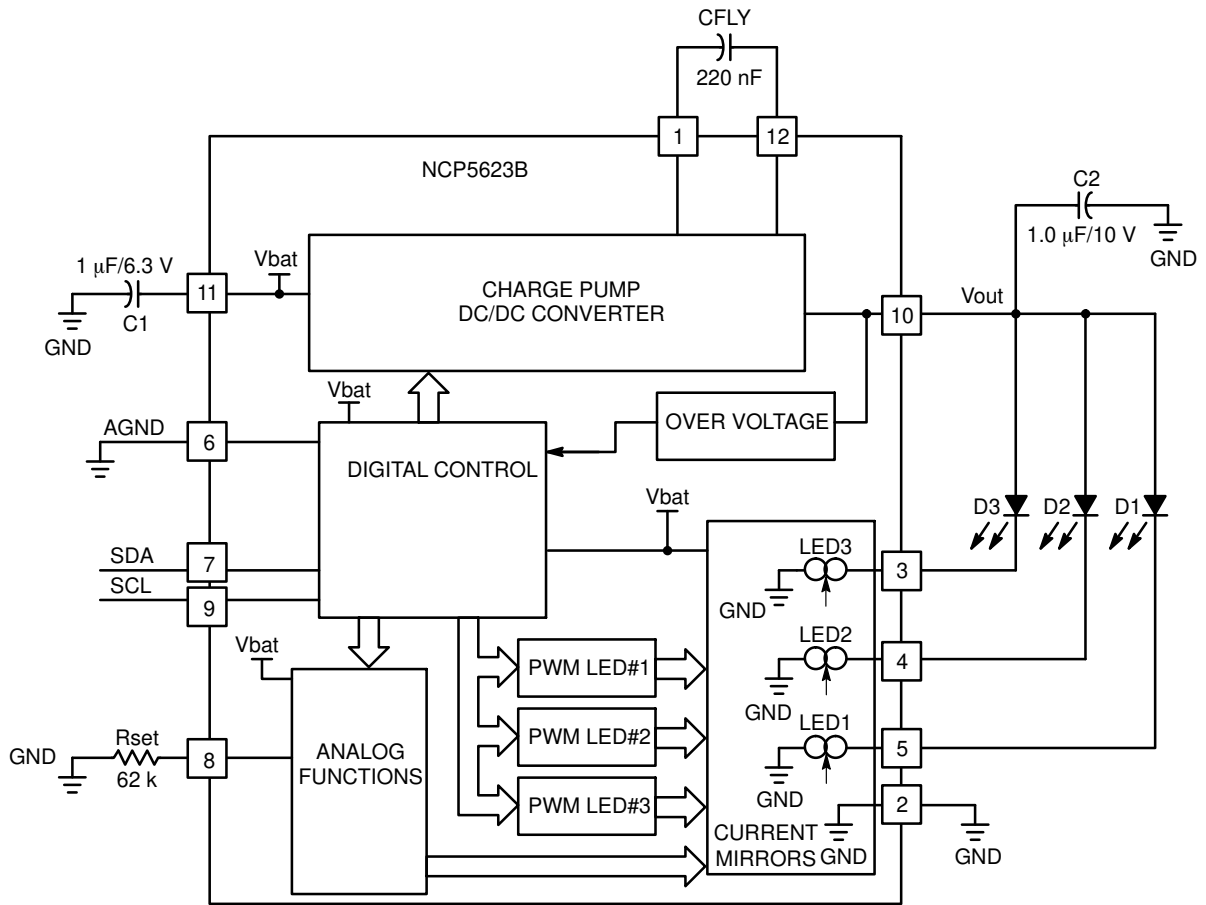 CFLY
220 nF
1
12
NCP5623B
C2
1.0 μF/10 V
GND
1 μF/6.3 V
Vbat
11
C1
GND
CHARGE PUMP
DC/DC CONVERTER
10
Vout
Vbat
AGND
6
OVER VOLTAGE
DIGITAL CONTROL
Vbat
D3
D2
D1
SDA
7
SCL
9
LED3
3
GND
Vbat
LED2
4
GND
PWM LED#1
LED1
5
GND
PWM LED#2
GND
Rset
62 k
8
ANALOG
FUNCTIONS
PWM LED#3
2
CURRENT
MIRRORS
GND
GND